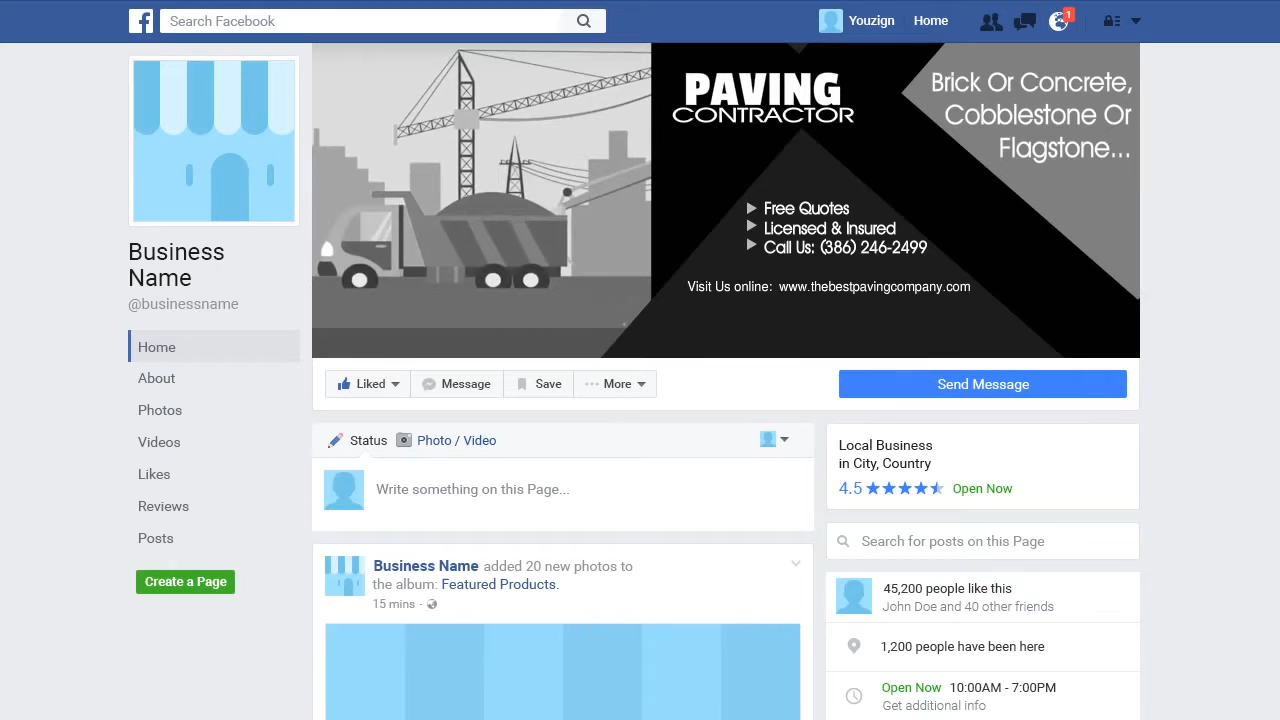 Search Facebook
Youzign
Home
1
PAVING
CONTRACTOR
Brick Or Concrete,
Cobblestone Or
Flagstone...
Free Quotes
Licensed & Insured
Call Us: (386) 246-2499
Visit Us online: www.thebestpavingcompany.com
Business
Name
@businessname
Home
About
Photos
Videos
Likes
Reviews
Posts
Create a Page
Liked
Message
Save
More
Send Message
Status
Photo / Video
Write something on this Page...
Business Name added 20 new photos to
the album: Featured Products.
15 mins ·
Local Business
in City, Country
4.5
Open Now
Search for posts on this Page
45,200 people like this
John Doe and 40 other friends
1,200 people have been here
Open Now 10:00AM - 7:00PM
Get additional info